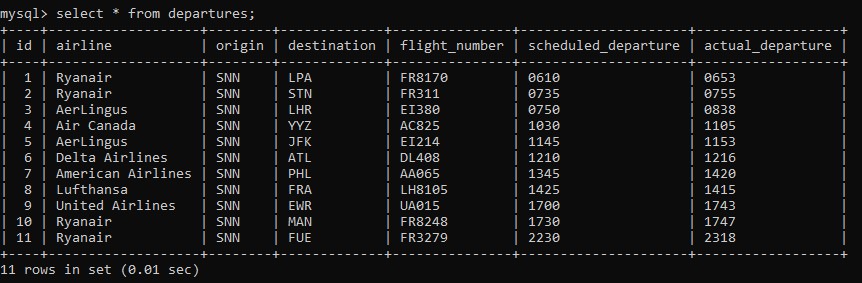 mysql> select * from departures;
+----+-------------------+--------+-------------+---------------+---------------------+------------------+
| id | airline           | origin | destination | flight_number | scheduled_departure | actual_departure |
+----+-------------------+--------+-------------+---------------+---------------------+------------------+
|  1 | Ryanair           | SNN    | LPA         | FR8170        | 0610                | 0653             |
|  2 | Ryanair           | SNN    | STN         | FR311         | 0735                | 0755             |
|  3 | AerLingus         | SNN    | LHR         | EI380         | 0750                | 0838             |
|  4 | Air Canada        | SNN    | YYZ         | AC825         | 1030                | 1105             |
|  5 | AerLingus         | SNN    | JFK         | EI214         | 1145                | 1153             |
|  6 | Delta Airlines    | SNN    | ATL         | DL408         | 1210                | 1216             |
|  7 | American Airlines | SNN    | PHL         | AA065         | 1345                | 1420             |
|  8 | Lufthansa         | SNN    | FRA         | LH8105        | 1425                | 1415             |
|  9 | United Airlines   | SNN    | EWR         | UA015         | 1700                | 1743             |
| 10 | Ryanair           | SNN    | MAN         | FR8248        | 1730                | 1747             |
| 11 | Ryanair           | SNN    | FUE         | FR3279        | 2230                | 2318             |
+----+-------------------+--------+-------------+---------------+---------------------+------------------+
11 rows in set (0.01 sec)